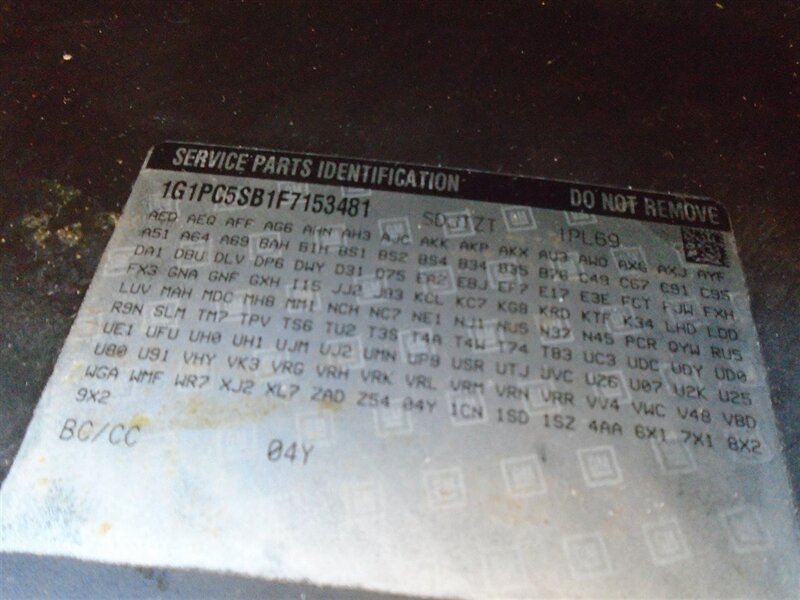 SERVICE PARTS IDENTIFICATION DO NOT REMOVE
1G1PC5SB1F7153481 1PL69
AED AEQ AFF AG6 AHN AH3 AJC AKK AKP AKX AU3 AW0 AX6 AXJ AYF
A51 A64 A69 BAH B1H BS1 BS2 BS4 B34 B35 B70 C49 C67 C91 C95
DA1 DBU DLV DP6 DWY D31 D75 EA2 EBJ EF7 E17 E3E FCT FJW FXH
FX3 GNA GNF GXH I15 JJ2 J93 KCL KC7 KG8 KRD KTF K34 LHD LDD
LUV MAH MDC MH8 MM1 NCH NC7 NE1 NJ1 NU5 N37 N45 PCR QYW RU5
R9N SLM TM7 TPV TS6 TU2 T3S T4A T4W T74 T83 UC3 UDC UDY UD0
UE1 UFU UH0 UH1 UJM VJ2 UMN UP9 USR UTJ UVC U26 U07 U2K U25
U80 U91 VHY VK3 VRG VRH VRK VRL VRM VRN VRR VV4 VWC V48 VBD
WGA WMF WR7 XJ2 XL7 ZAD Z54 04Y 1CN 1SD 1SZ 4AA 6X1 7X1 8X2
9X2
BC/CC 04Y